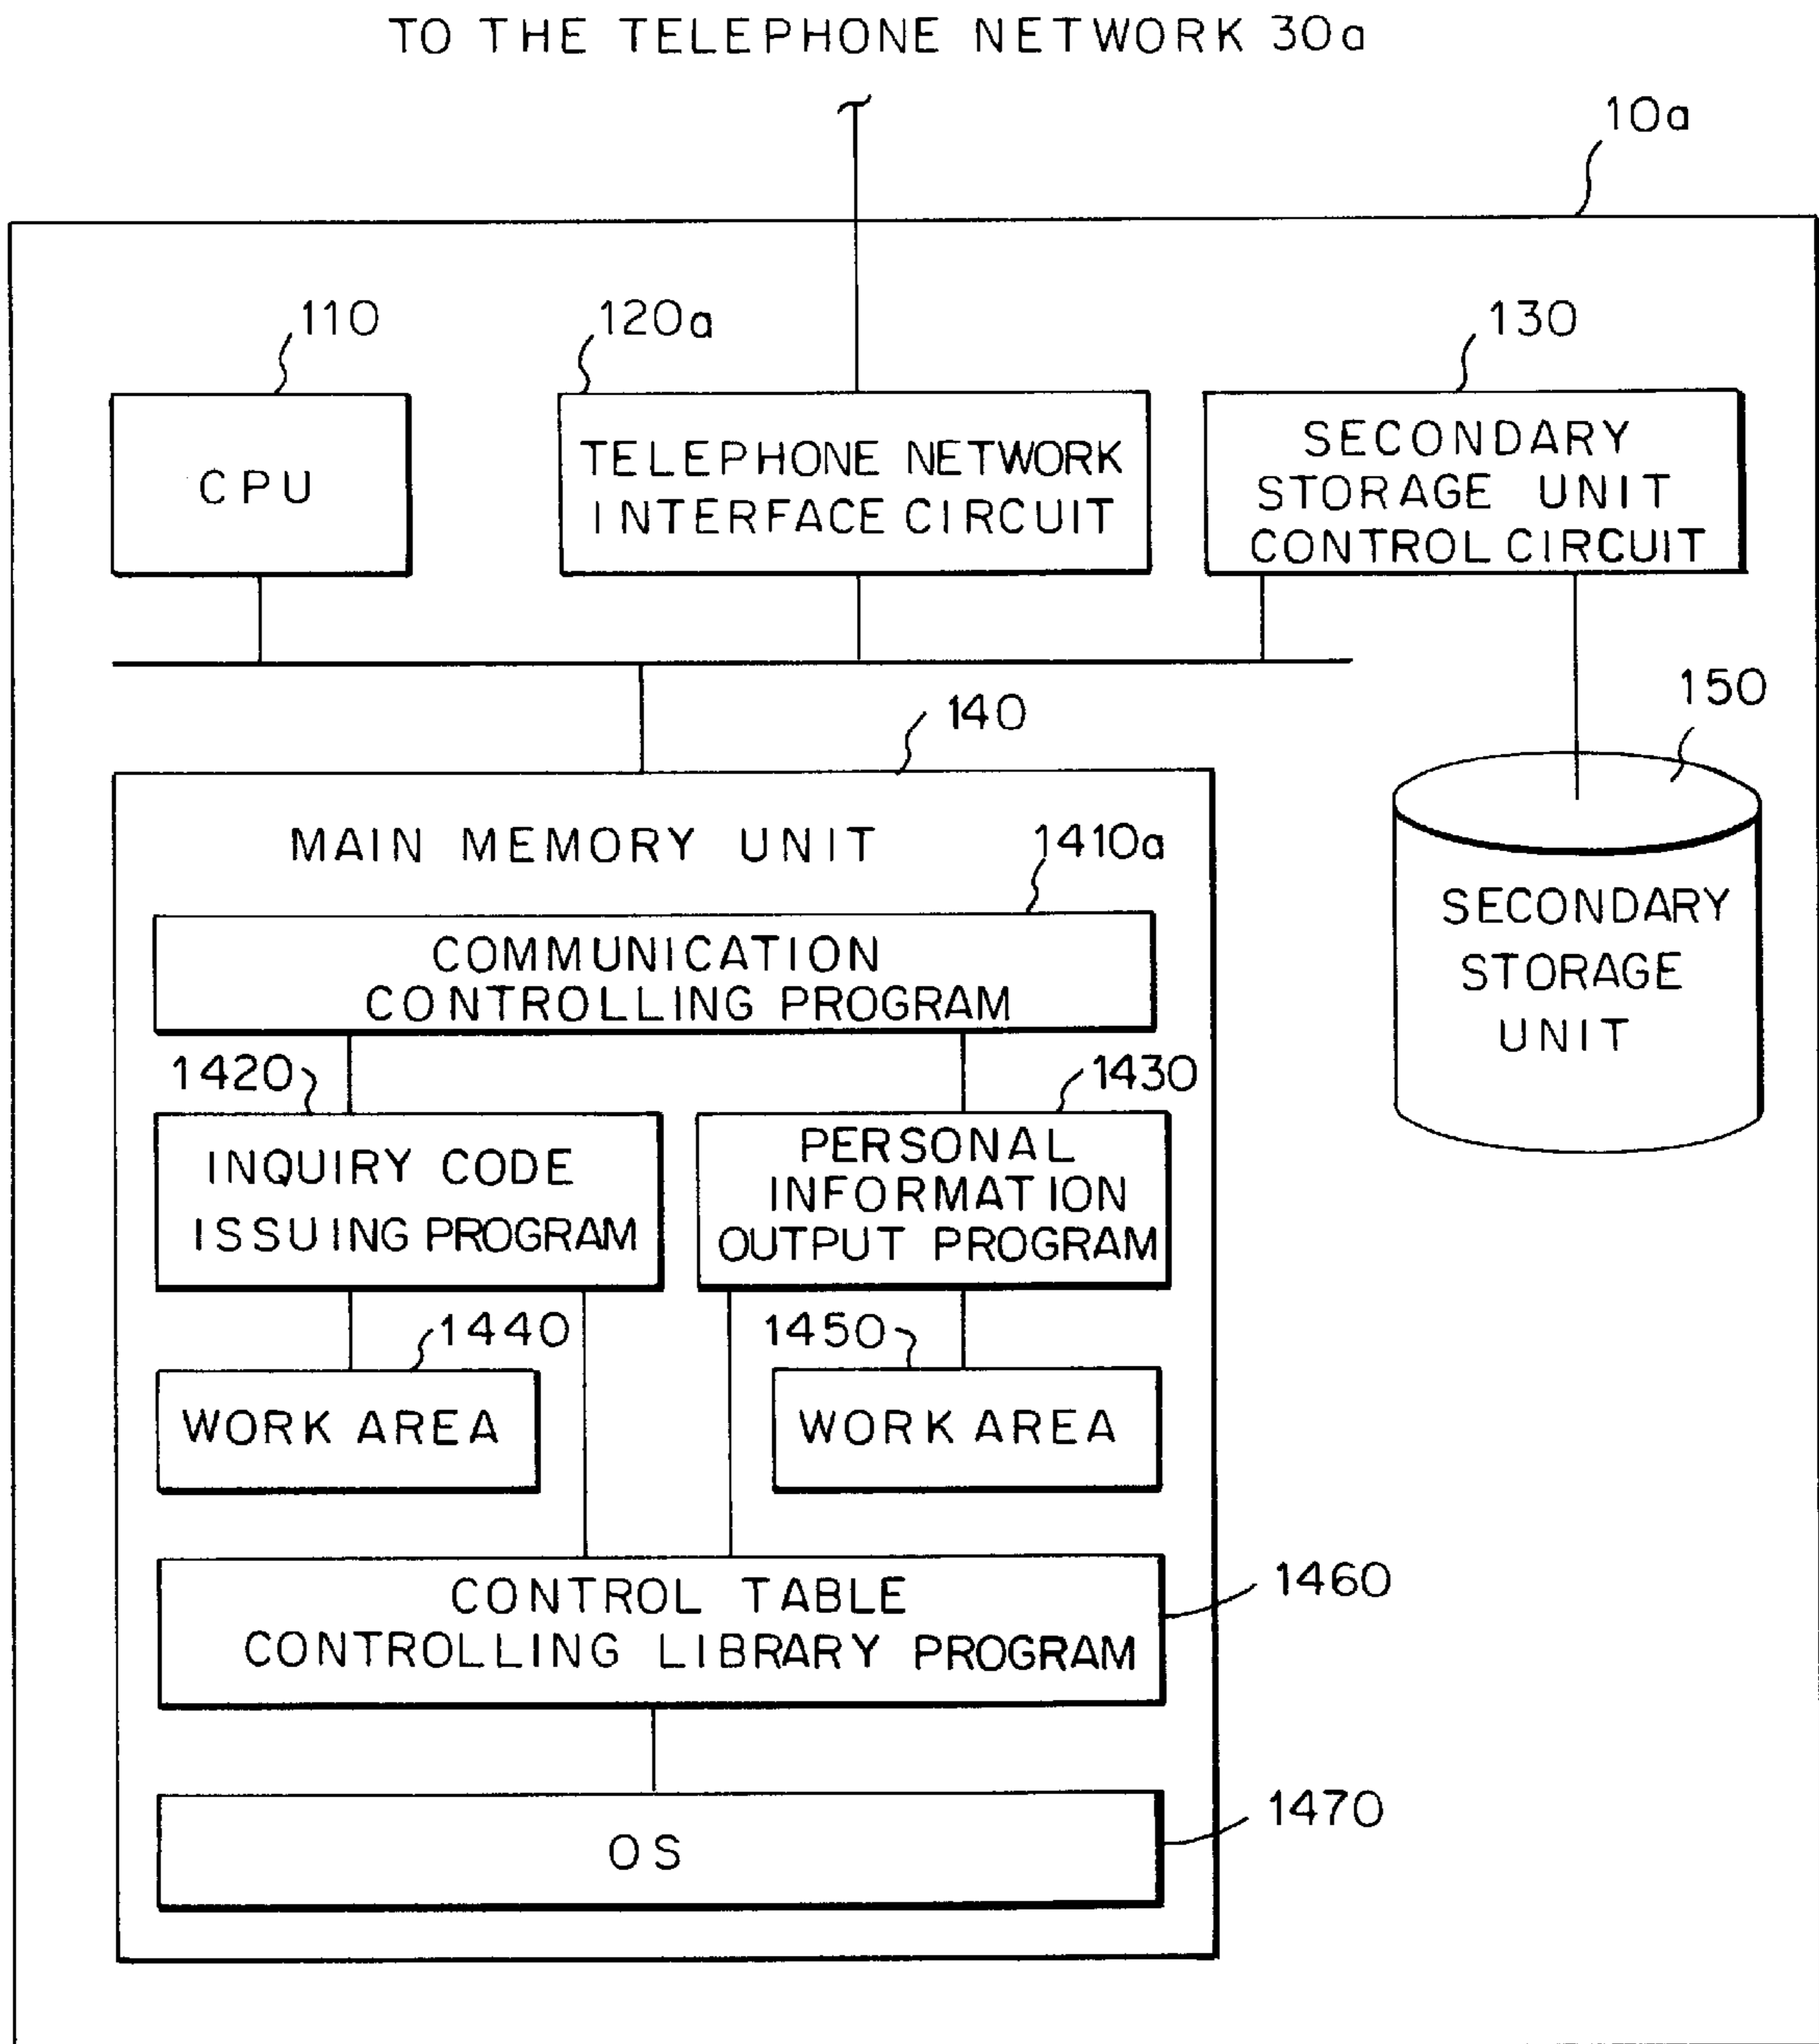 TO THE TELEPHONE NETWORK 30a
10a
110
120a
130
CPU
TELEPHONE NETWORK
INTERFACE CIRCUIT
SECONDARY
STORAGE UNIT
CONTROL CIRCUIT
140
150
MAIN MEMORY UNIT
1410a
COMMUNICATION
CONTROLLING PROGRAM
SECONDARY
STORAGE
UNIT
1420
1430
INQUIRY CODE
ISSUING PROGRAM
PERSONAL
INFORMATION
OUTPUT PROGRAM
1440
1450
WORK AREA
WORK AREA
CONTROL TABLE
CONTROLLING LIBRARY PROGRAM
1460
OS
1470